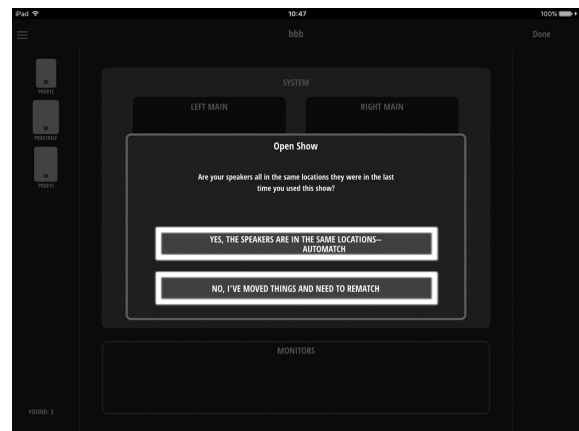 iPad
10:47
100%
bbb
Done
SYSTEM
PRX812
LEFT MAIN
RIGHT MAIN
Open Show
Are your speakers all in the same locations they were in the last
time you used this show?
YES, THE SPEAKERS ARE IN THE SAME LOCATIONS--
AUTOMATCH
NO, I'VE MOVED THINGS AND NEED TO REMATCH
PRX815
MONITORS
FOUND: 3